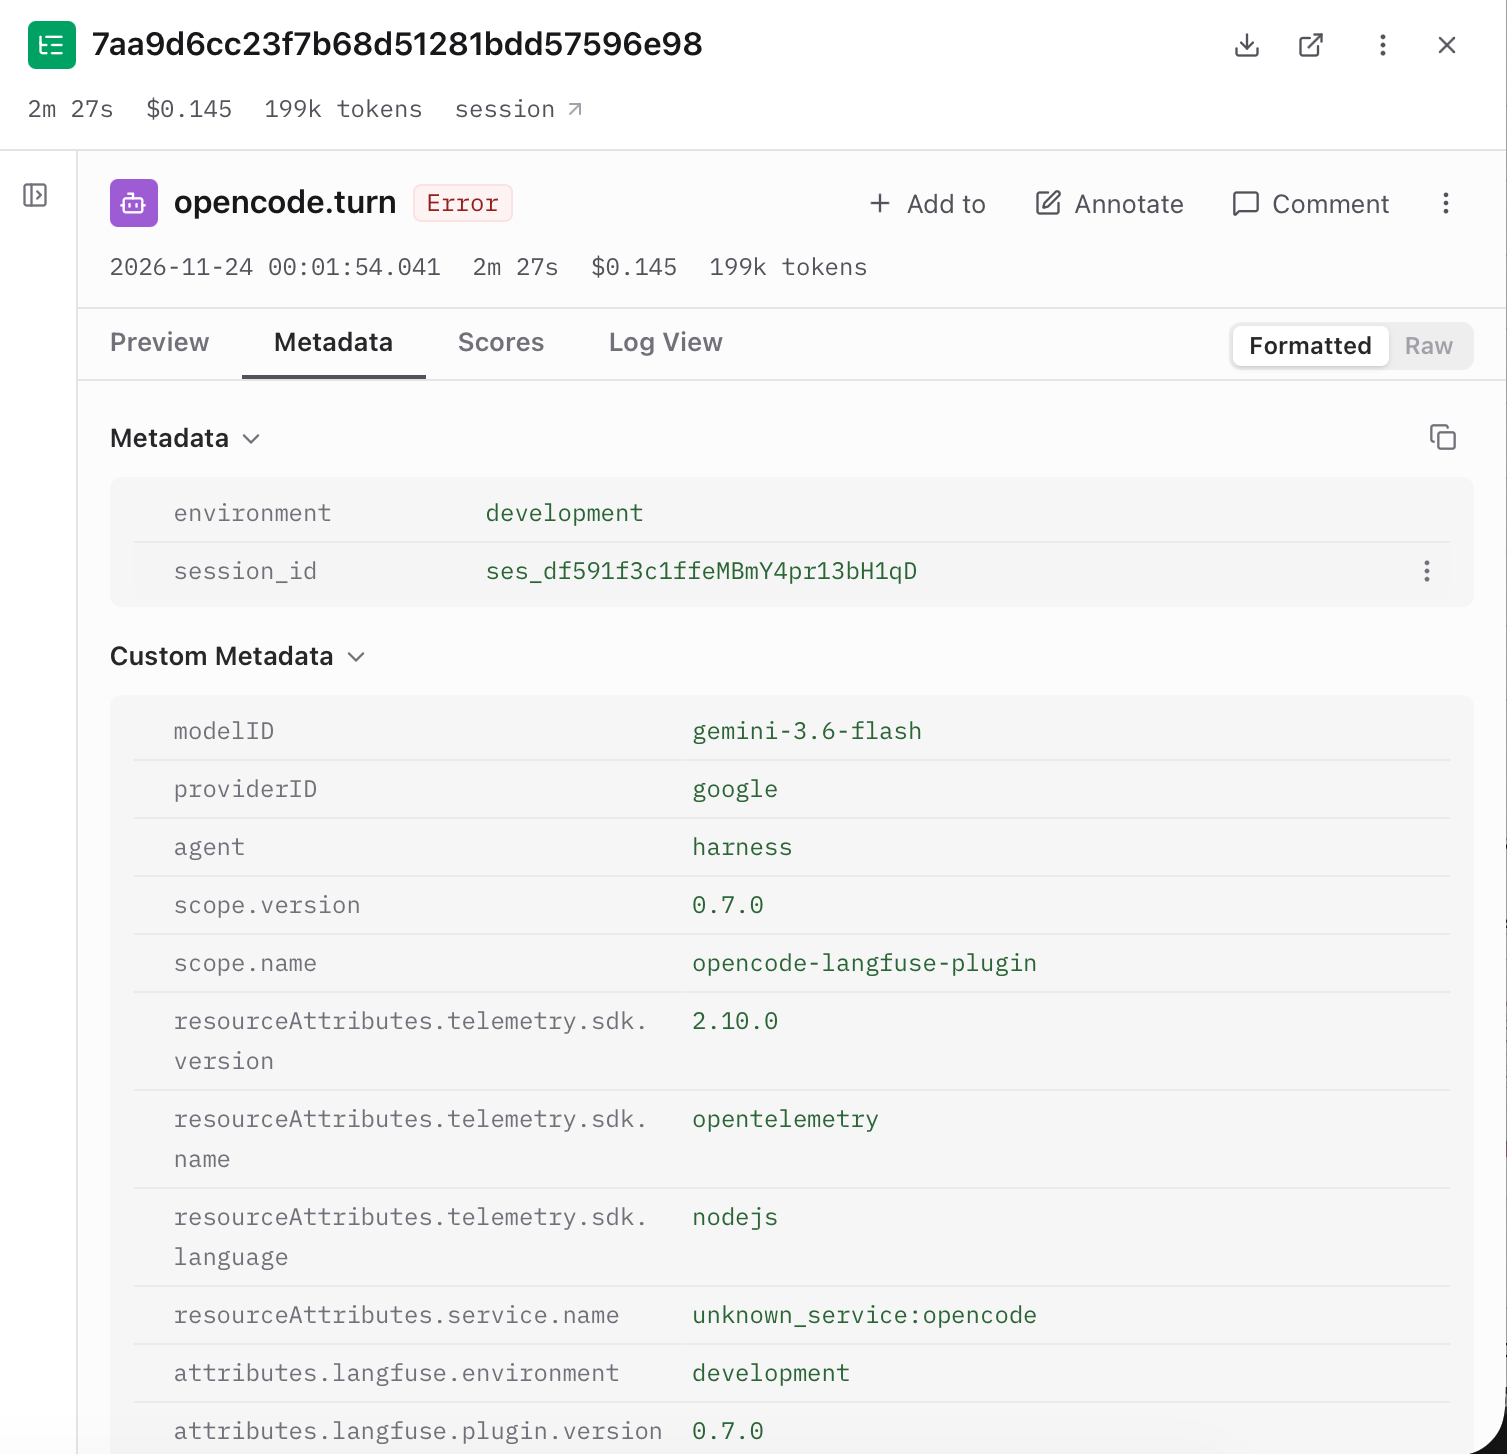 7aa9d6cc23f7b68d51281bdd57596e98
2m 27s $0.145 199k tokens session
opencode.turn Error Add to Annotate Comment
2026-11-24 00:01:54.041 2m 27s $0.145 199k tokens
Preview Metadata Scores Log View Formatted Raw
Metadata
environment development
session_id ses_df591f3c1ffeMBmY4pr13bH1qD
Custom Metadata
modelID gemini-3.6-flash
providerID google
agent harness
scope.version 0.7.0
scope.name opencode-langfuse-plugin
resourceAttributes.telemetry.sdk. 2.10.0
version
resourceAttributes.telemetry.sdk. opentelemetry
name
resourceAttributes.telemetry.sdk. nodejs
language
resourceAttributes.service.name unknown_service:opencode
attributes.langfuse.environment development
attributes.langfuse.plugin.version 0.7.0